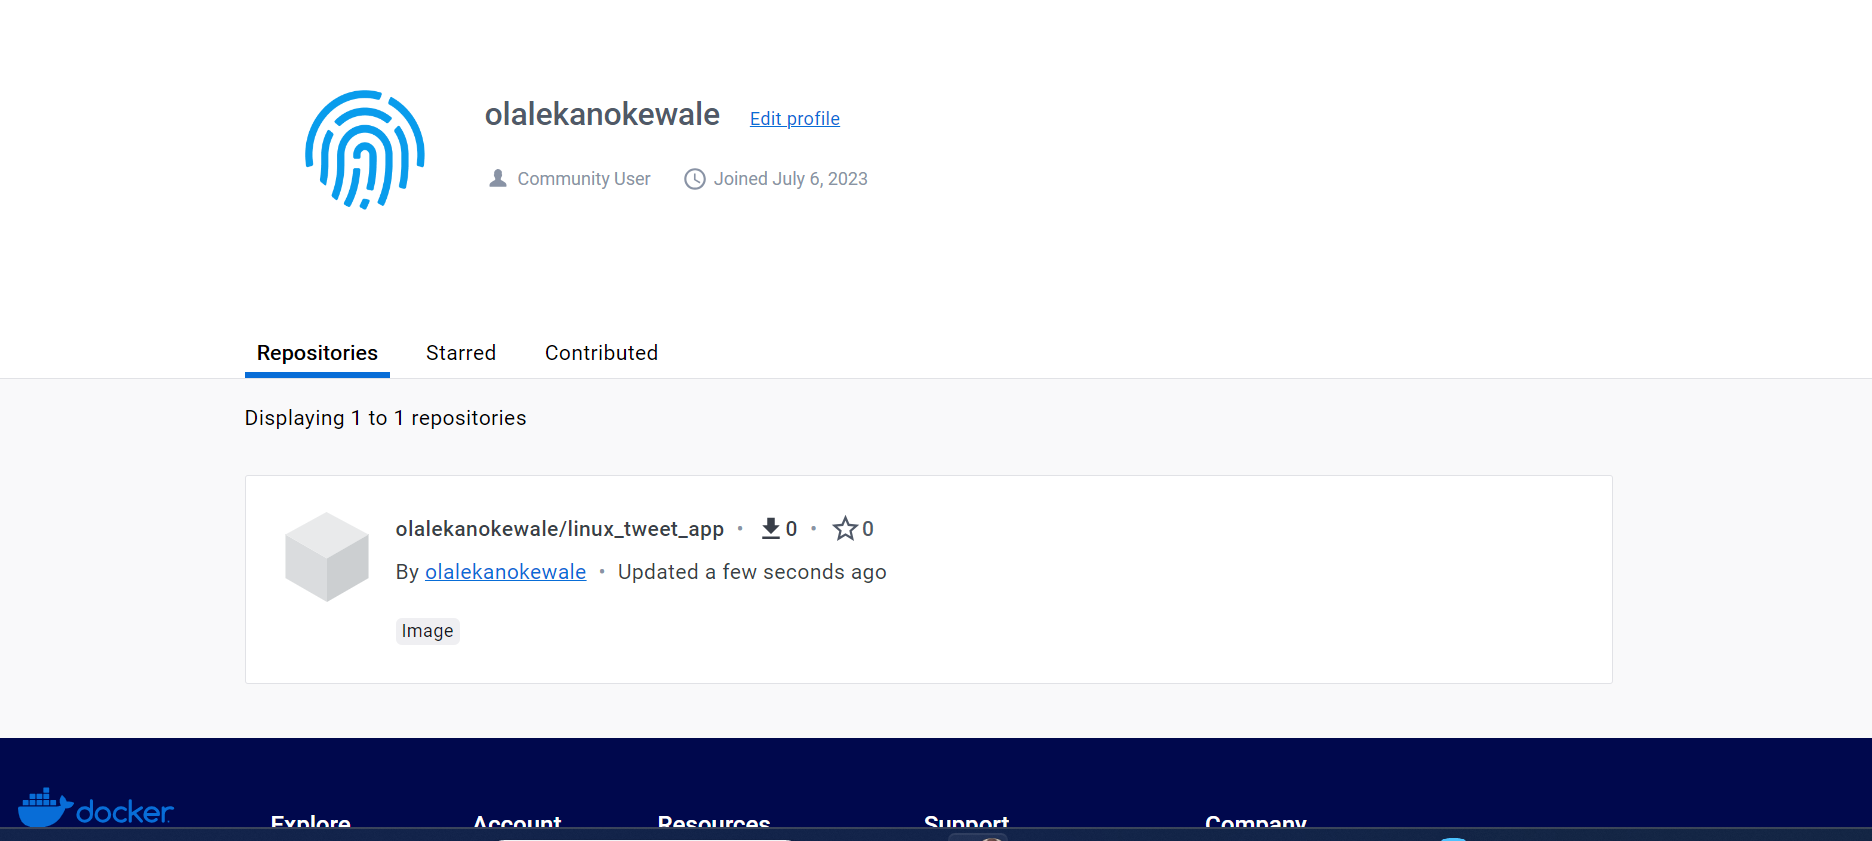 olalekanokewale Edit profile
Community User Joined July 6, 2023
Repositories Starred Contributed
Displaying 1 to 1 repositories
olalekanokewale/linux_tweet_app • 0 • 0
By olalekanokewale • Updated a few seconds ago
Image
docker
Explore Account Resources Support Company